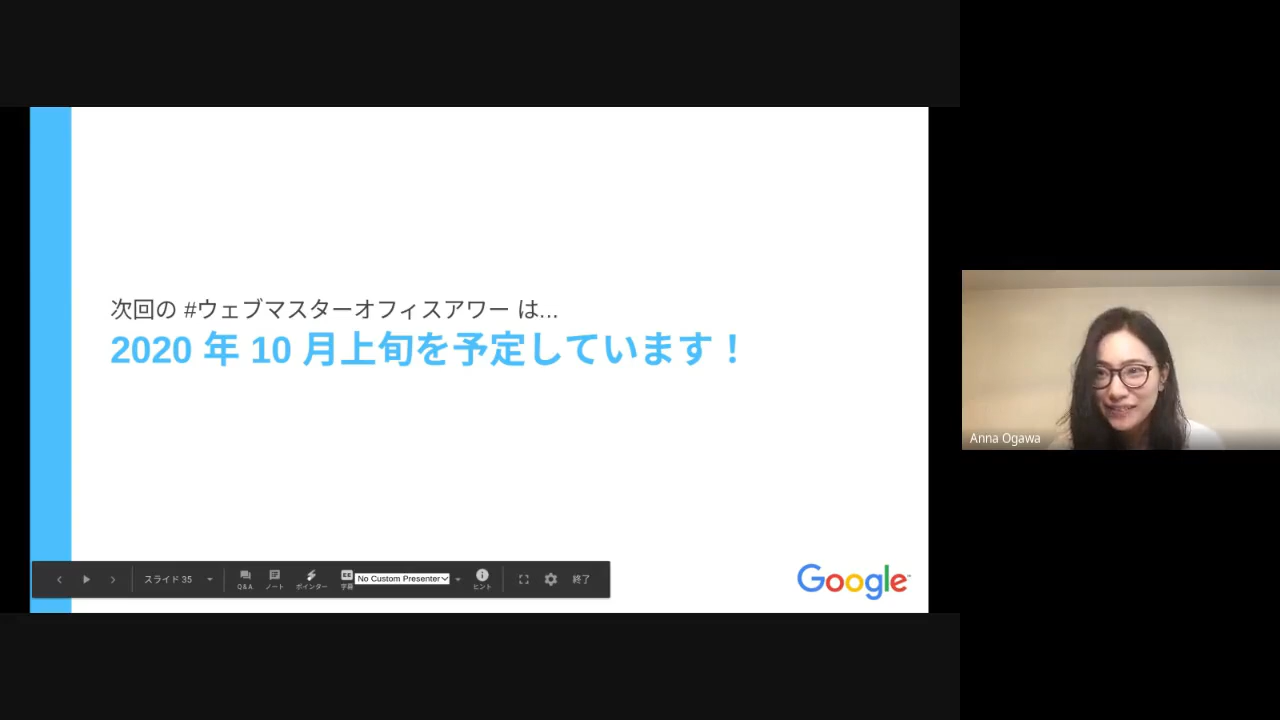 次回の #ウェブマスターオフィスアワー は...
2020 年 10 月上旬を予定しています！
Anna Ogawa
スライド 35
Q&A
ノート
ポインター
字幕
No Custom Presenter
ヒント
終了
Google